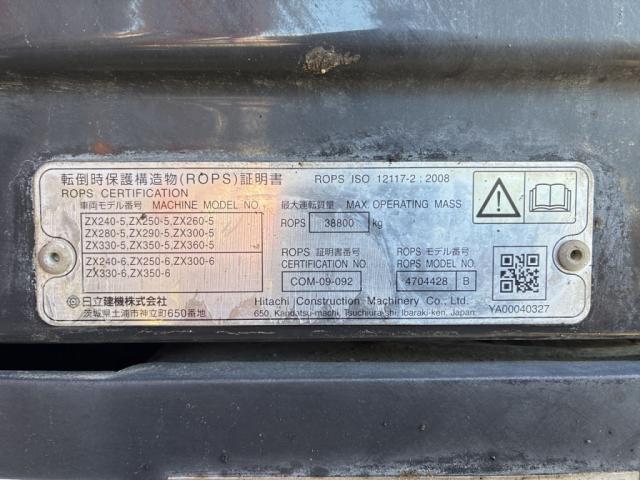 転倒時保護構造物(ROPS)証明書 ROPS ISO 12117-2 : 2008
ROPS CERTIFICATION
車両モデル番号 MACHINE MODEL NO. 最大運転質量 MAX. OPERATING MASS
ZX240-5,ZX250-5,ZX260-5
ZX280-5,ZX290-5,ZX300-5
ZX330-5,ZX350-5,ZX360-5
ROPS 38800 kg
ZX240-6,ZX250-6,ZX300-6
ZX330-6,ZX350-6
ROPS 証明書番号 ROPS モデル番号
CERTIFICATION NO. ROPS MODEL NO.
COM-09-092 4704428 B
日立建機株式会社 Hitachi Construction Machinery Co., Ltd.
茨城県土浦市神立町650番地 650, Kandatsu-machi, Tsuchiura-shi, Ibaraki-ken, Japan
YA00040327